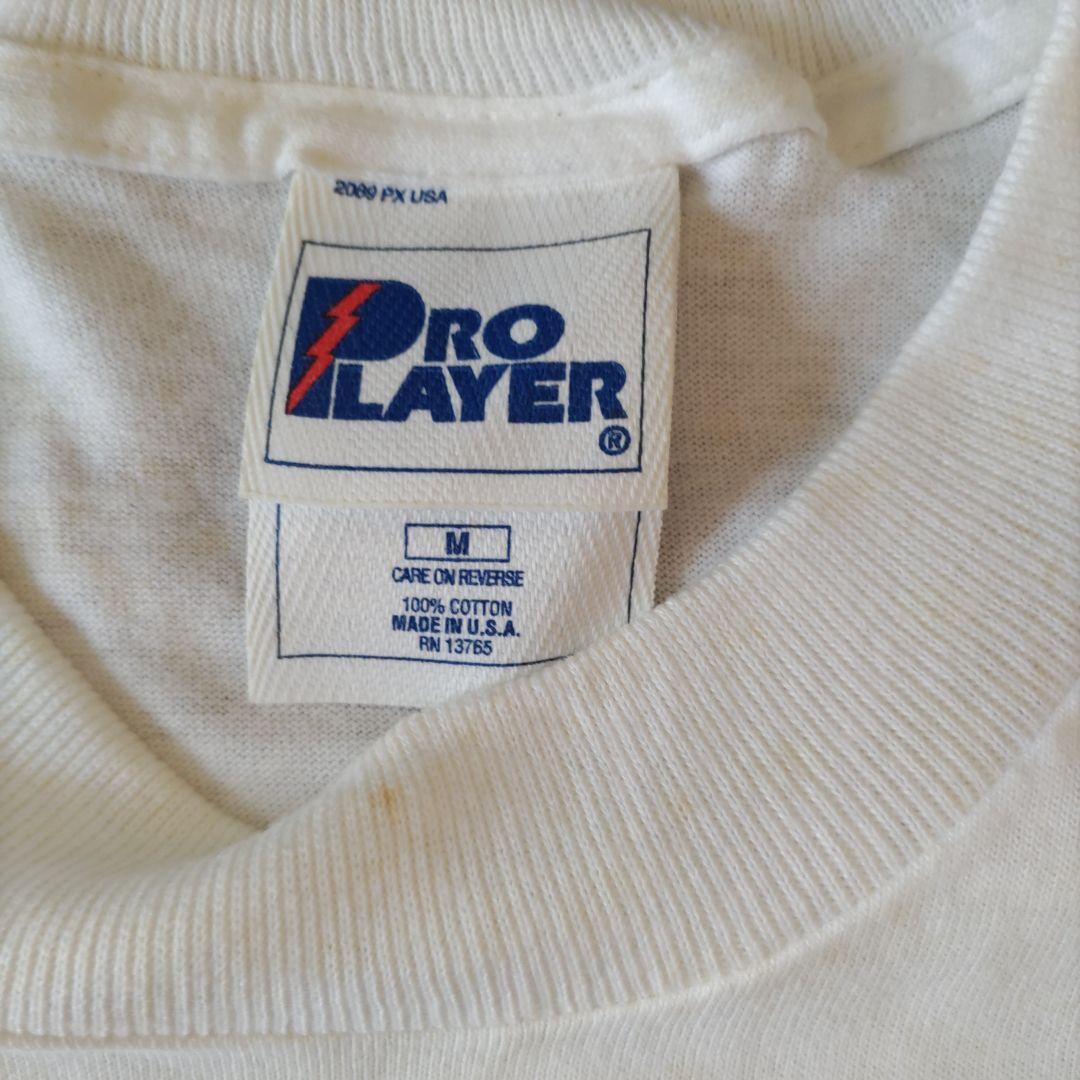 2089 PX USA
PRO
PLAYER
®
M
CARE ON REVERSE
100% COTTON
MADE IN U.S.A.
RN 13765